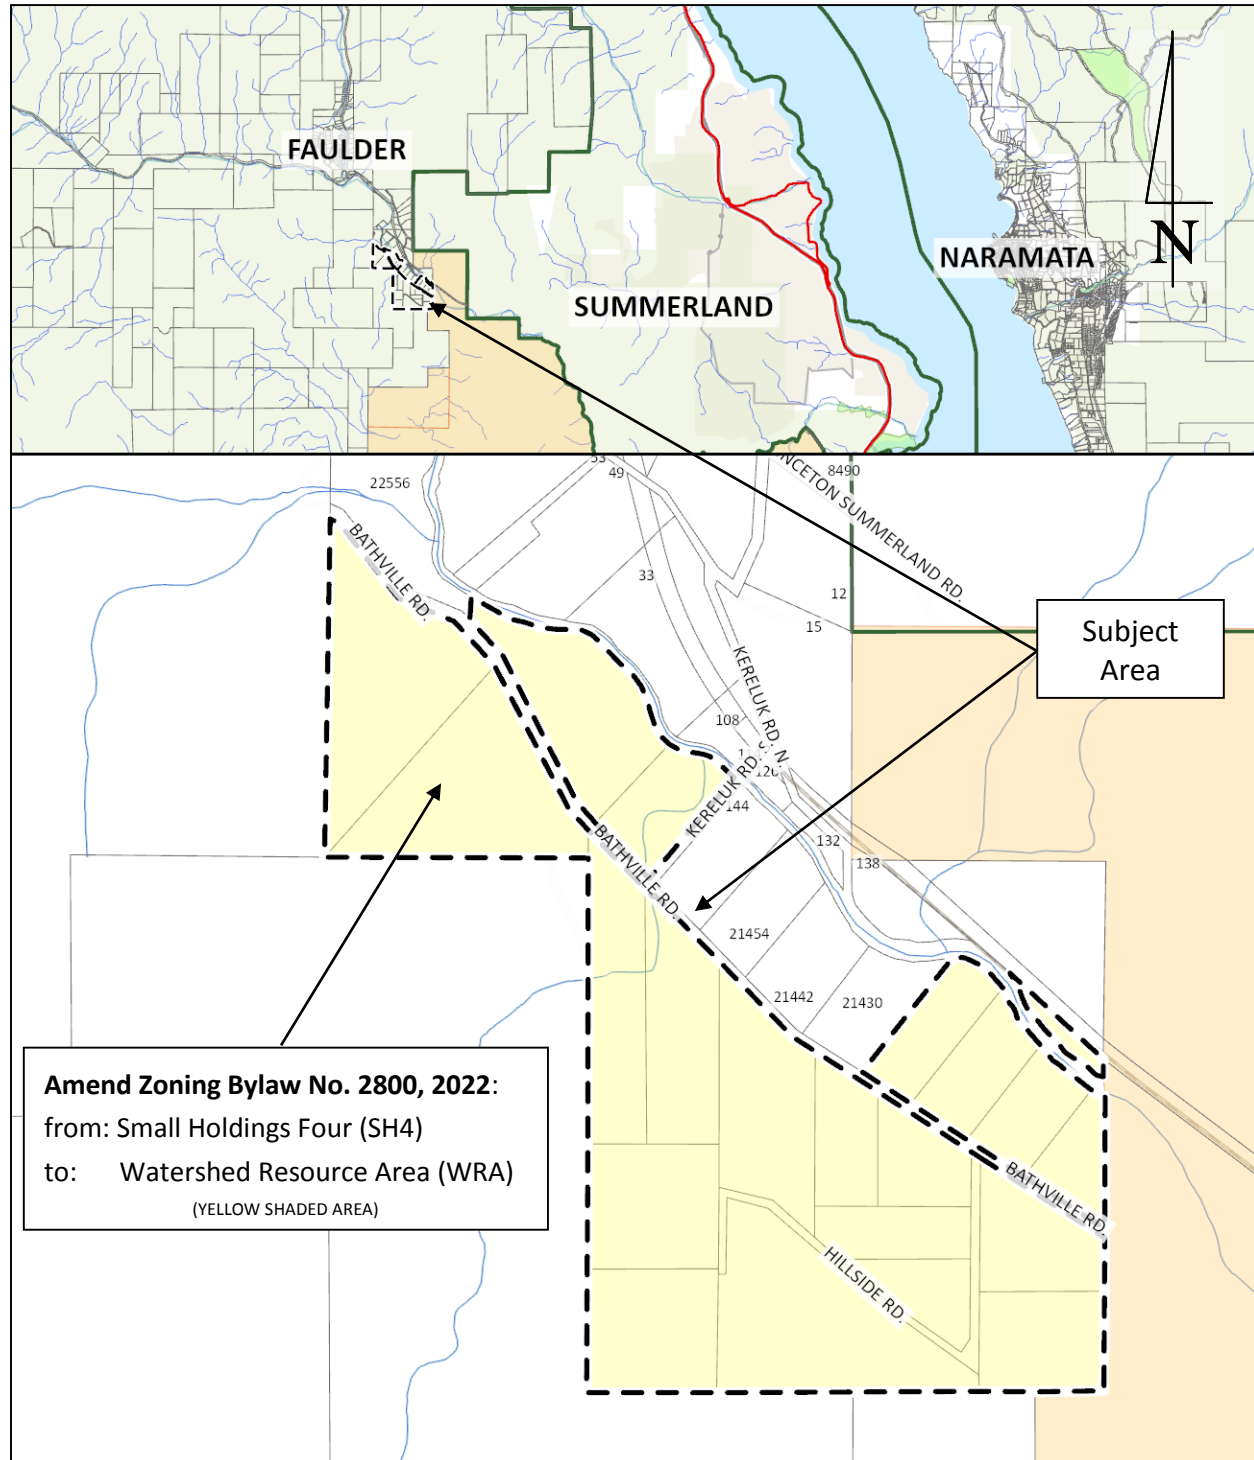 FAULDER
SUMMERLAND
NARAMATA
N
22556
53
49
8490
NCETON SUMMERLAND RD.
BATHVILLE RD.
33
12
15
Subject
Area
KERELUK RD. N.
108
KERELUK RD. S.
126
144
132
138
BATHVILLE RD.
21454
21442
21430
Amend Zoning Bylaw No. 2800, 2022:
from: Small Holdings Four (SH4)
to: Watershed Resource Area (WRA)
(YELLOW SHADED AREA)
BATHVILLE RD.
HILLSIDE RD.